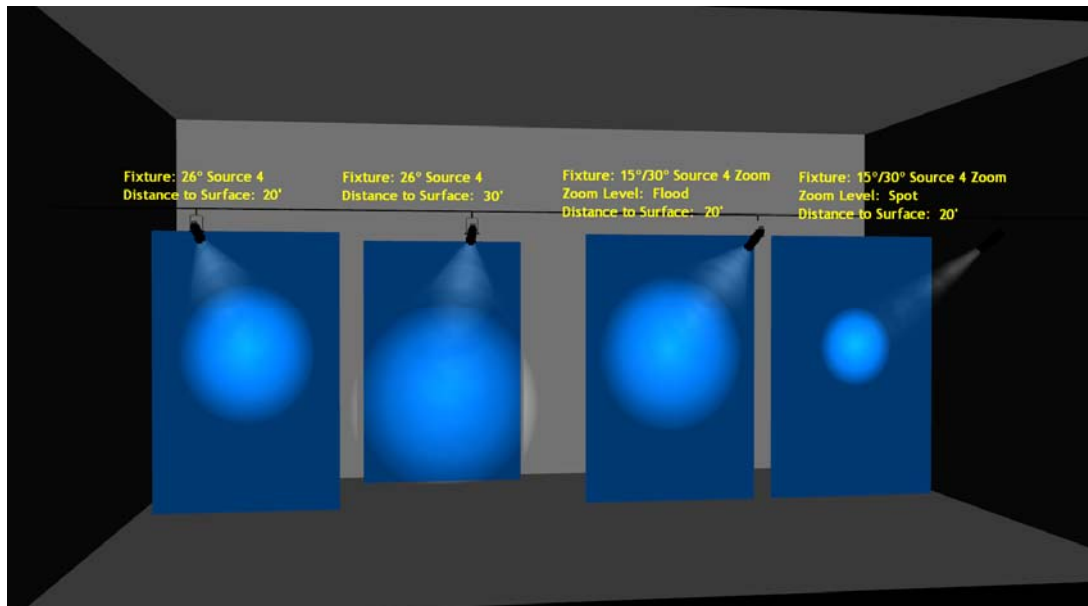 Fixture: 26° Source 4
Distance to Surface: 20'
Fixture: 26° Source 4
Distance to Surface: 30'
Fixture: 15°/30° Source 4 Zoom
Zoom Level: Flood
Distance to Surface: 20'
Fixture: 15°/30° Source 4 Zoom
Zoom Level: Spot
Distance to Surface: 20'